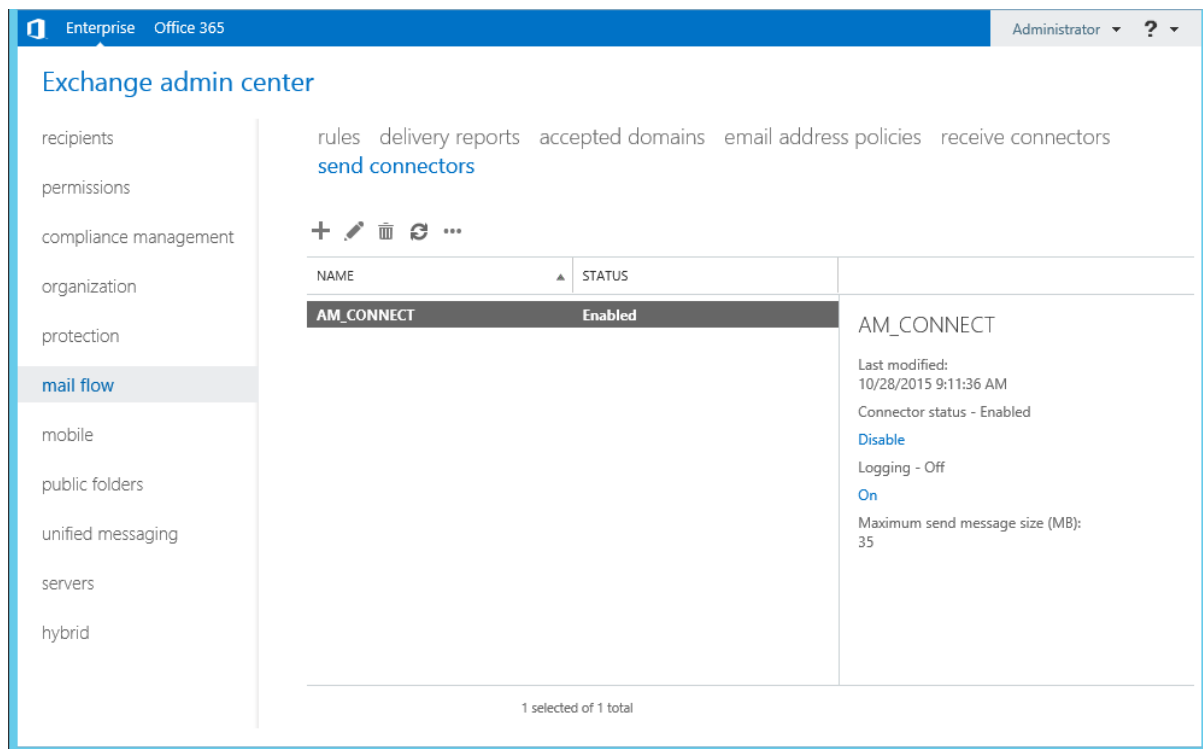 Enterprise Office 365
Administrator ?
Exchange admin center
recipients
permissions
compliance management
organization
protection
mail flow
mobile
public folders
unified messaging
servers
hybrid
rules delivery reports accepted domains email address policies receive connectors
send connectors
NAME STATUS
AM_CONNECT Enabled
AM_CONNECT
Last modified:
10/28/2015 9:11:36 AM
Connector status - Enabled
Disable
Logging - Off
On
Maximum send message size (MB):
35
1 selected of 1 total